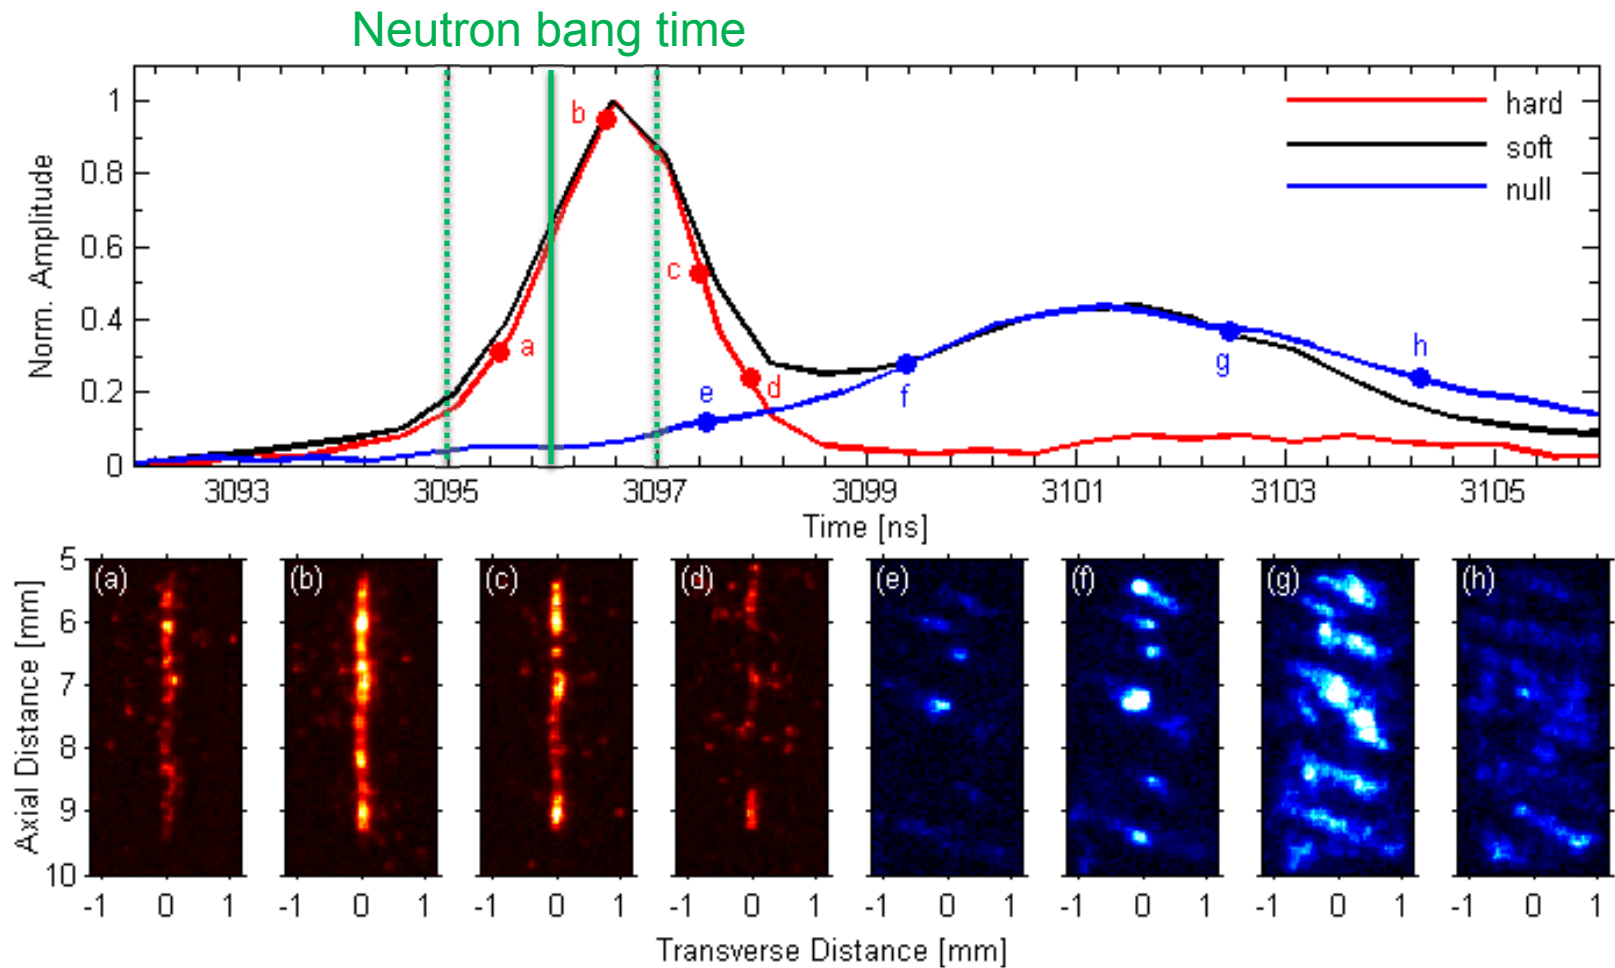 Neutron bang time
1
0.8
0.6
0.4
0.2
0
Norm. Amplitude
hard
soft
null
a
b
c
d
e
f
g
h
3093 3095 3097 3099 3101 3103 3105
Time [ns]
5
6
7
8
9
10
Axial Distance [mm]
(a) (b) (c) (d) (e) (f) (g) (h)
-1 0 1 -1 0 1 -1 0 1 -1 0 1 -1 0 1 -1 0 1 -1 0 1 -1 0 1
Transverse Distance [mm]